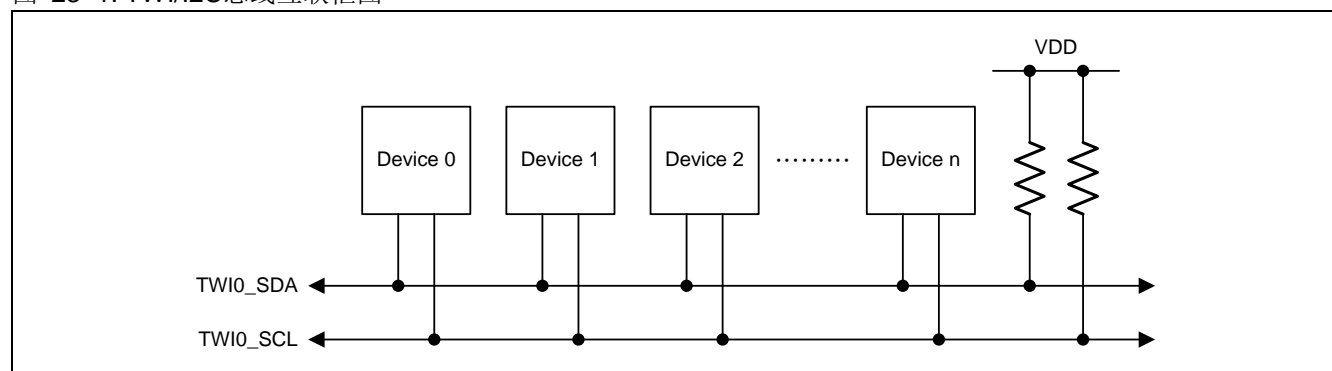 VDD
Device 0 Device 1 Device 2 ......... Device n
TWI0_SDA
TWI0_SCL